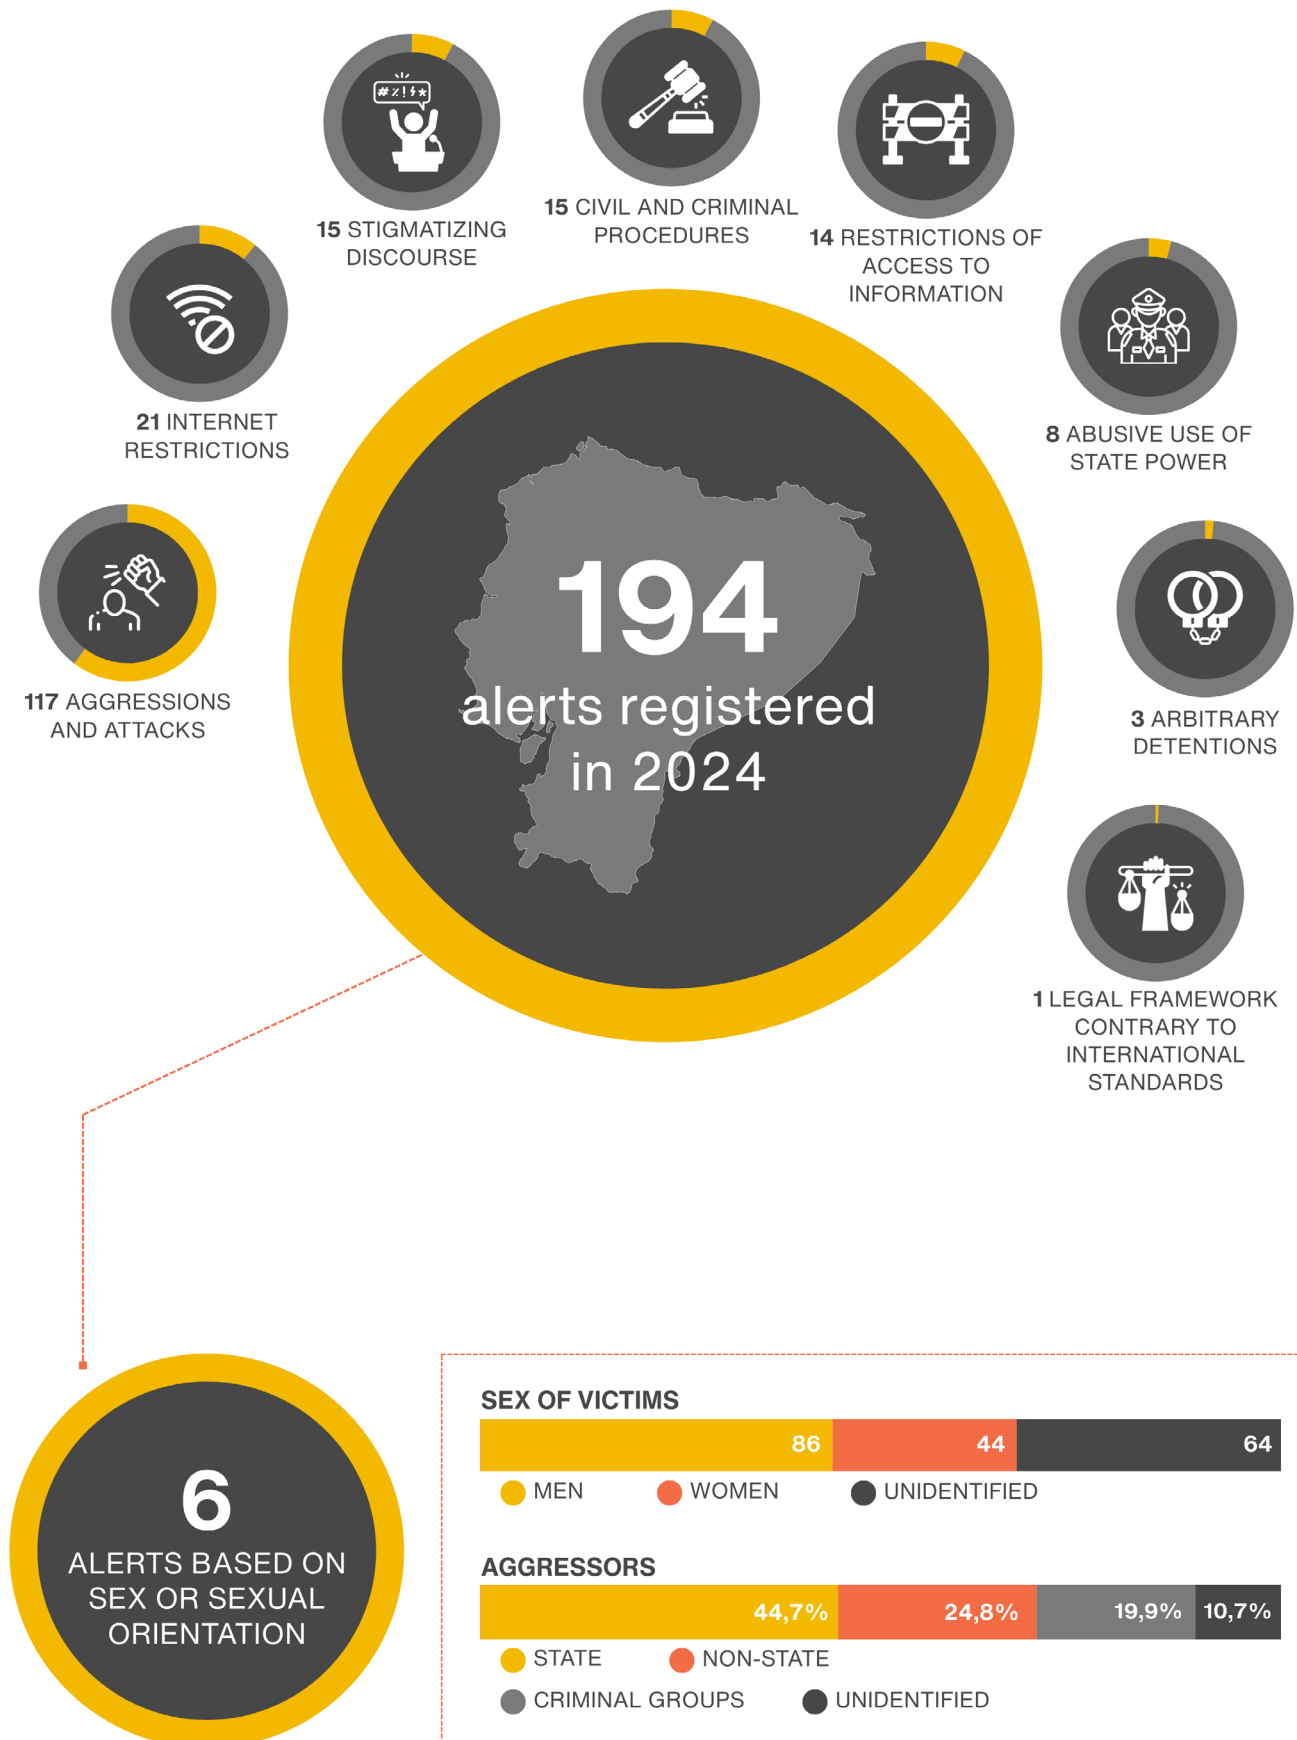 #%!⚡*
15 STIGMATIZING
DISCOURSE
15 CIVIL AND CRIMINAL
PROCEDURES
14 RESTRICTIONS OF
ACCESS TO
INFORMATION
21 INTERNET
RESTRICTIONS
8 ABUSIVE USE OF
STATE POWER
117 AGGRESSIONS
AND ATTACKS
194
alerts registered
in 2024
3 ARBITRARY
DETENTIONS
1 LEGAL FRAMEWORK
CONTRARY TO
INTERNATIONAL
STANDARDS
6
ALERTS BASED ON
SEX OR SEXUAL
ORIENTATION
SEX OF VICTIMS
86 44 64
MEN WOMEN UNIDENTIFIED
AGGRESSORS
44,7% 24,8% 19,9% 10,7%
STATE NON-STATE
CRIMINAL GROUPS UNIDENTIFIED